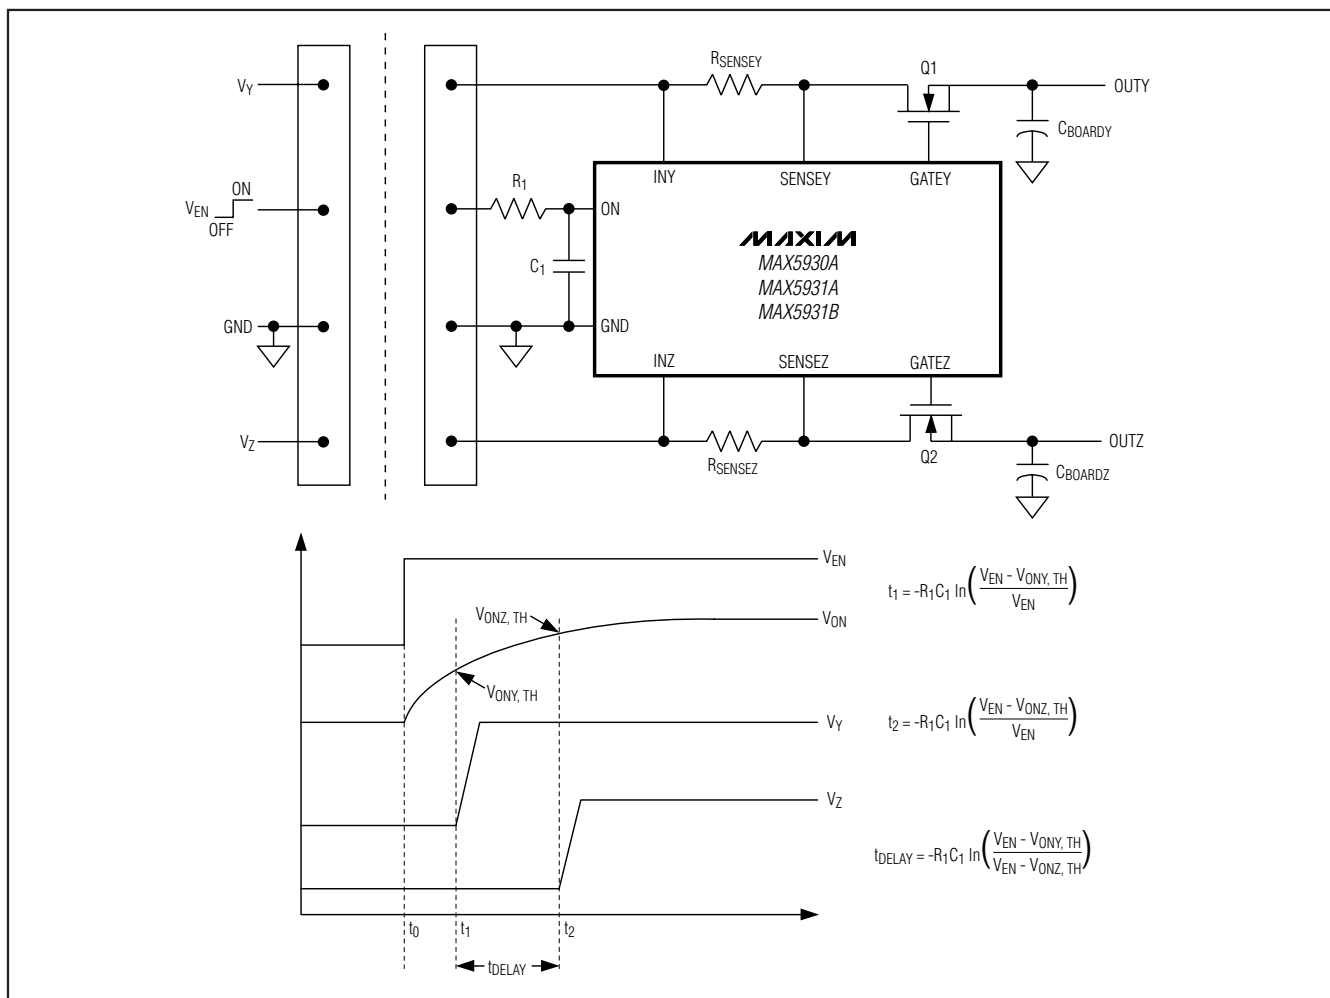 RSENSEY
Q1
VY
OUTY
CBOARDY
INY SENSEY GATEY
R1
ON
VEN
OFF
ON
C1
MAXIM
MAX5930A
MAX5931A
MAX5931B
GND
GND
INZ SENSEZ GATEZ
VZ
OUTZ
RSENSEZ
Q2
CBOARDZ
VEN
t1 = -R1C1 ln(VEN - VONY, TH / VEN)
VONZ, TH
VON
VONY, TH
VY
t2 = -R1C1 ln(VEN - VONZ, TH / VEN)
VZ
tDELAY = -R1C1 ln(VEN - VONY, TH / VEN - VONZ, TH)
t0 t1 t2
tDELAY